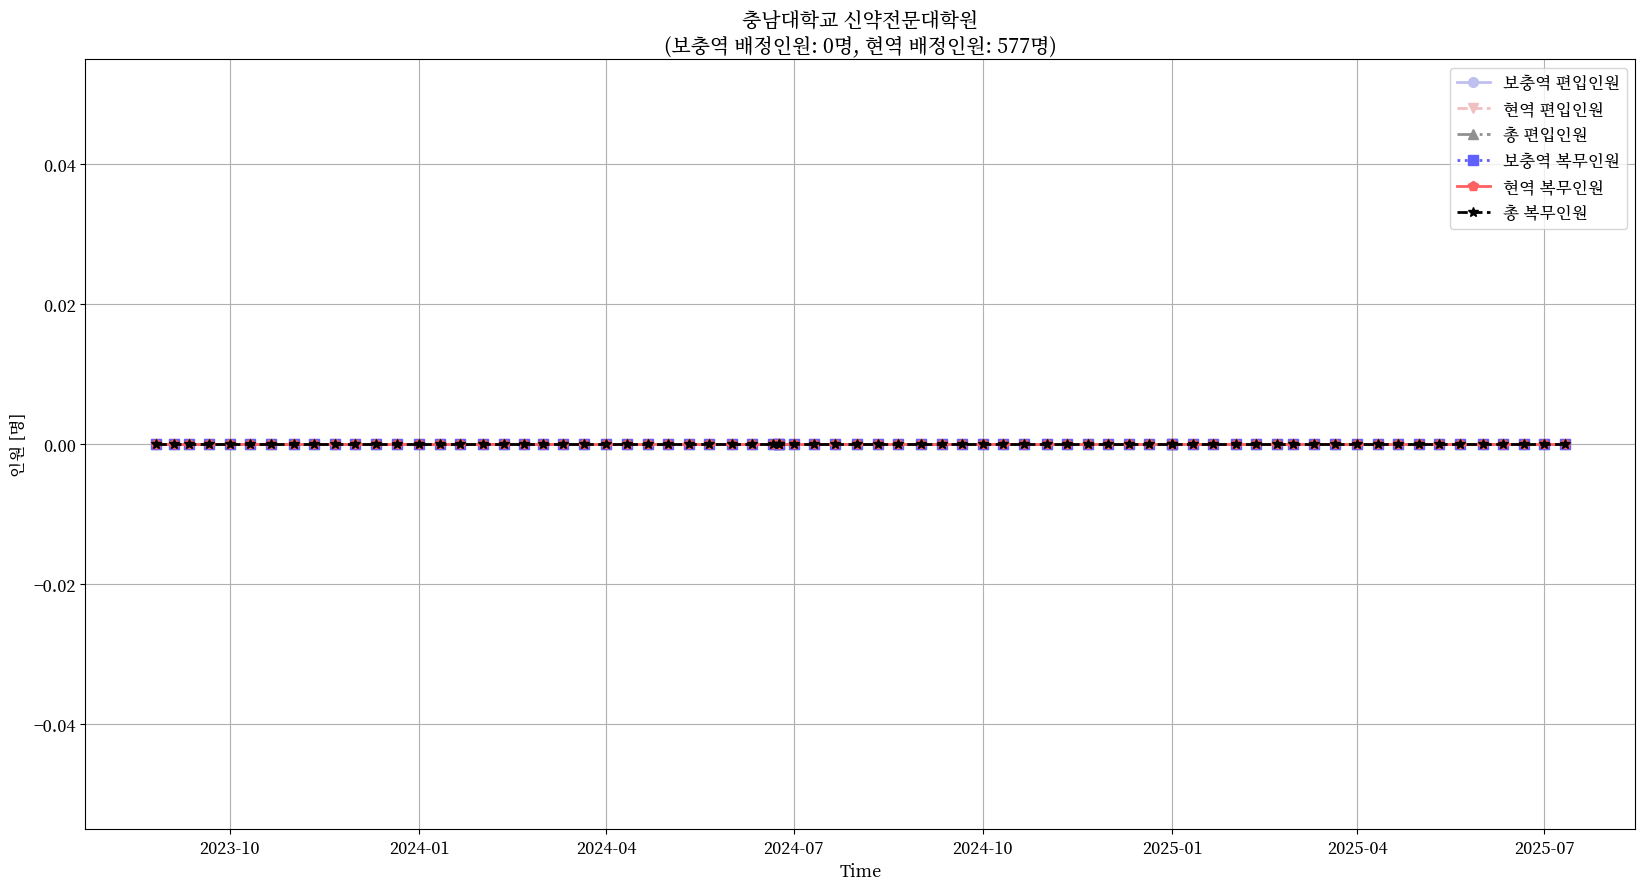 충남대학교 신약전문대학원
(보충역 배정인원: 0명, 현역 배정인원: 577명)
보충역 편입인원
현역 편입인원
총 편입인원
보충역 복무인원
현역 복무인원
총 복무인원
0.04
0.02
0.00
−0.02
−0.04
인원 [명]
2023-10
2024-01
2024-04
2024-07
2024-10
2025-01
2025-04
2025-07
Time